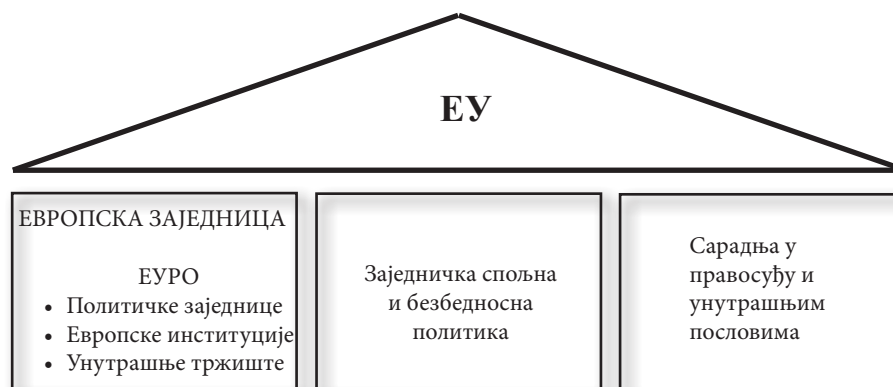 ЕУ
ЕВРОПСКА ЗАЈЕДНИЦА
ЕУРО
• Политичке заједнице
• Европске институције
• Унутрашње тржиште
Заједничка спољна
и безбедносна
политика
Сарадња у
правосуђу и
унутрашњим
пословима